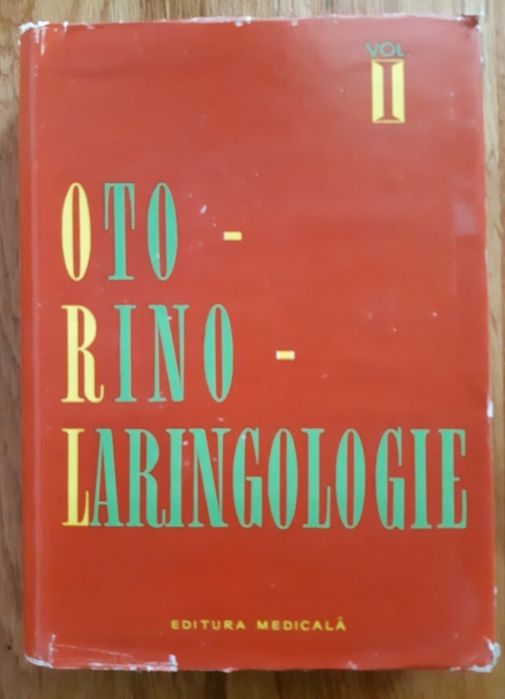 VOL.
I
OTO -
RINO -
LARINGOLOGIE
EDITURA MEDICALĂ